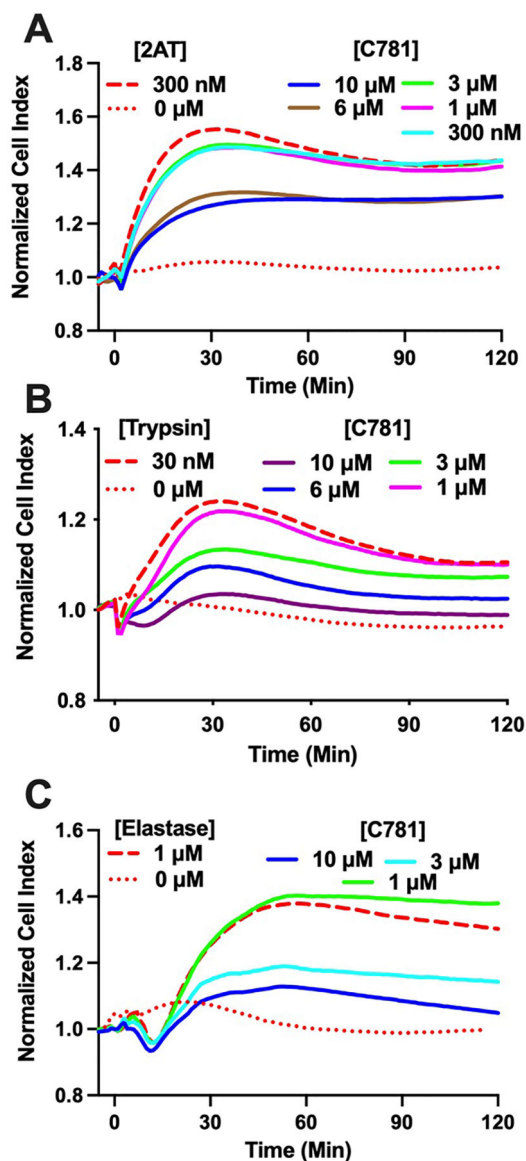 A
[2AT] [C781]
1.8
300 nM 10 µM 3 µM
0 µM 6 µM 1 µM
300 nM
1.6
1.4
1.2
1.0
0.8
Normalized Cell Index
0 30 60 90 120
Time (Min)
B
[Trypsin] [C781]
1.4
30 nM 10 µM 3 µM
0 µM 6 µM 1 µM
1.2
1.0
0.8
Normalized Cell Index
0 30 60 90 120
Time (Min)
C
[Elastase] [C781]
1.6
1 µM 10 µM 3 µM
0 µM 1 µM
1.4
1.2
1.0
0.8
Normalized Cell Index
0 30 60 90 120
Time (Min)